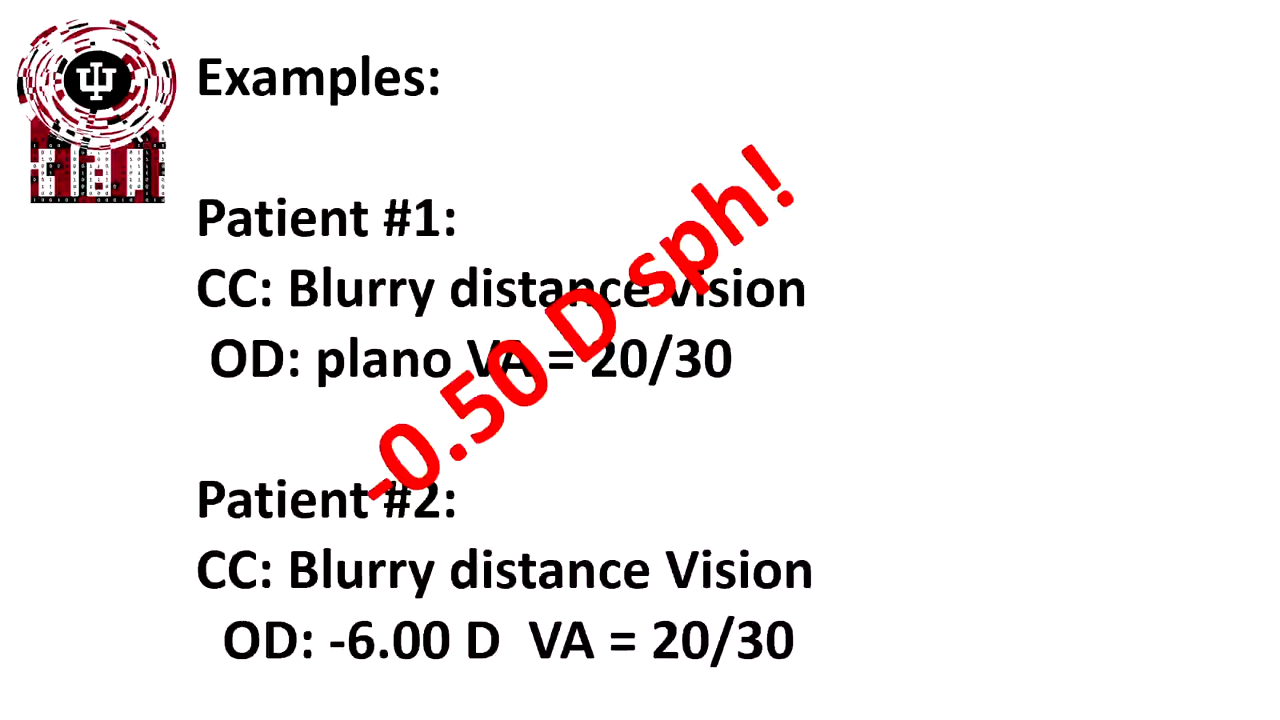 Examples:
Patient #1:
CC: Blurry distance vision
OD: plano VA = 20/30
-0.50 D sph!
Patient #2:
CC: Blurry distance Vision
OD: -6.00 D VA = 20/30